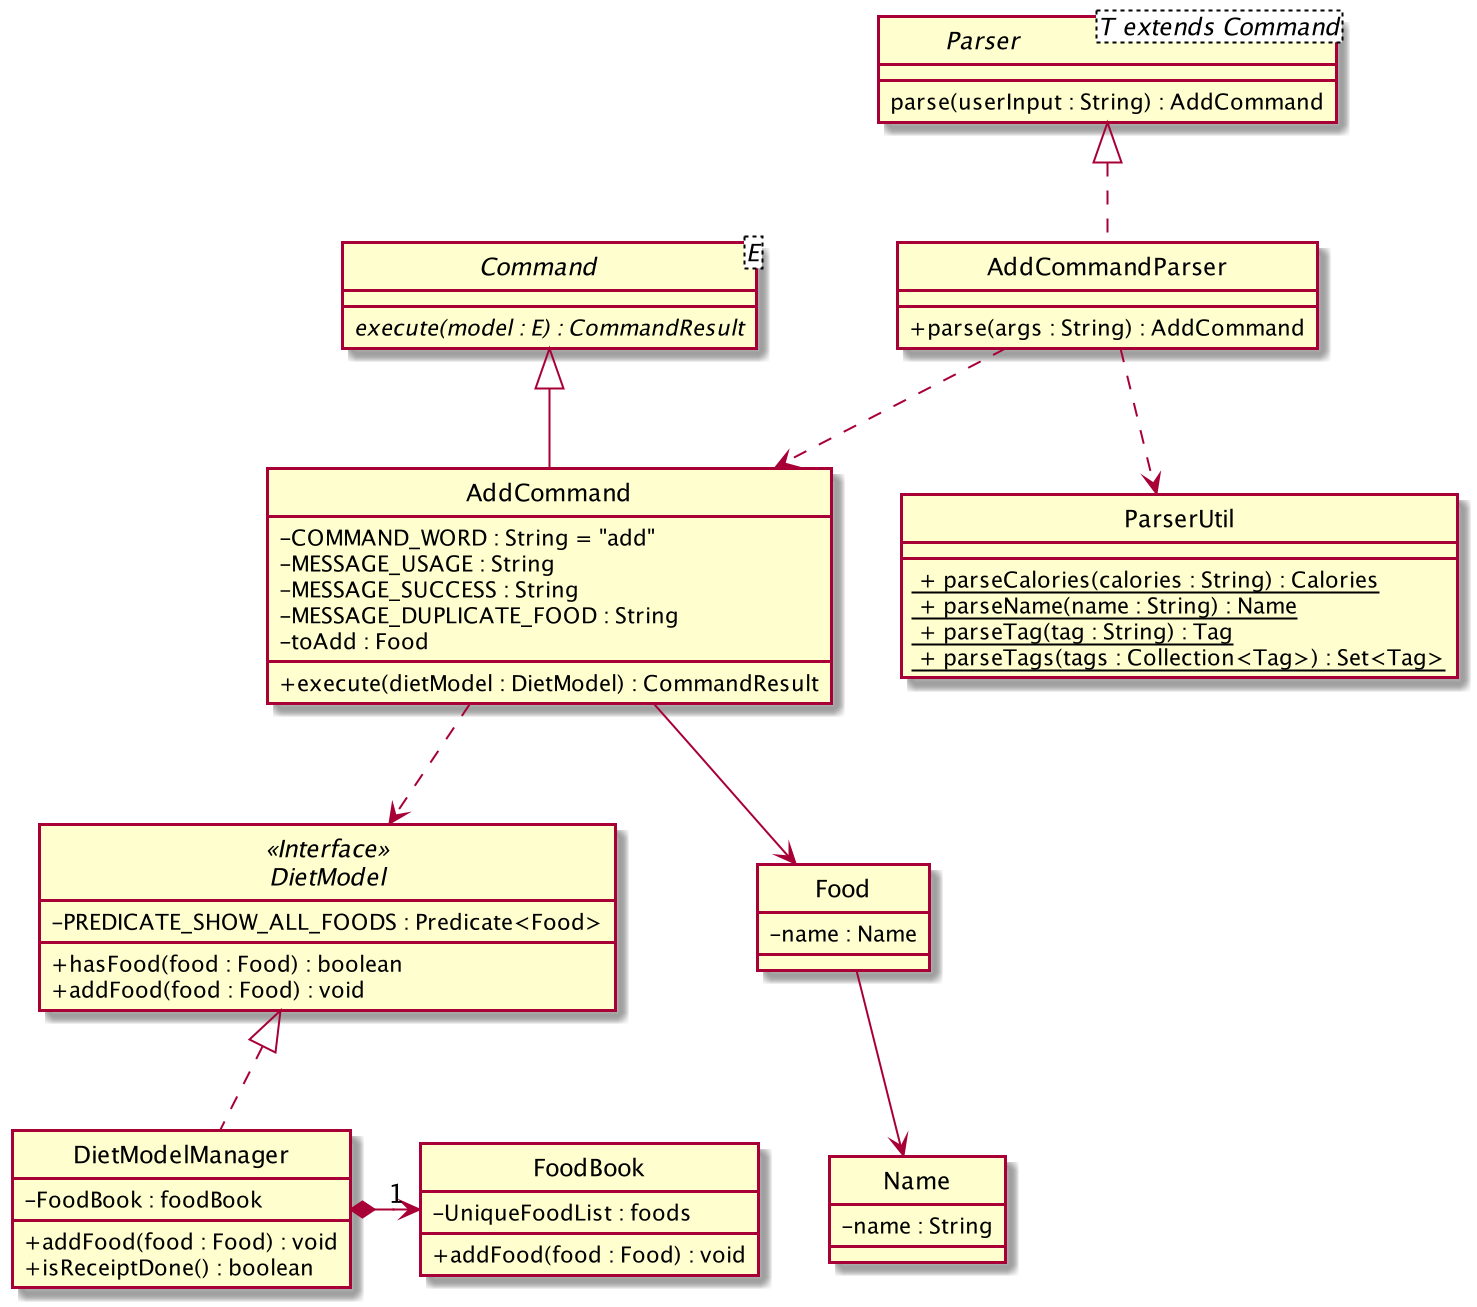 Parser
T extends Command
parse(userInput : String) : AddCommand
Command
E
execute(model : E) : CommandResult
AddCommandParser
+parse(args : String) : AddCommand
AddCommand
-COMMAND_WORD : String = "add"
-MESSAGE_USAGE : String
-MESSAGE_SUCCESS : String
-MESSAGE_DUPLICATE_FOOD : String
-toAdd : Food
+execute(dietModel : DietModel) : CommandResult
ParserUtil
+ parseCalories(calories : String) : Calories
+ parseName(name : String) : Name
+ parseTag(tag : String) : Tag
+ parseTags(tags : Collection<Tag>) : Set<Tag>
«Interface»
DietModel
-PREDICATE_SHOW_ALL_FOODS : Predicate<Food>
+hasFood(food : Food) : boolean
+addFood(food : Food) : void
Food
-name : Name
DietModelManager
-FoodBook : foodBook
+addFood(food : Food) : void
+isReceiptDone() : boolean
1
FoodBook
-UniqueFoodList : foods
+addFood(food : Food) : void
Name
-name : String